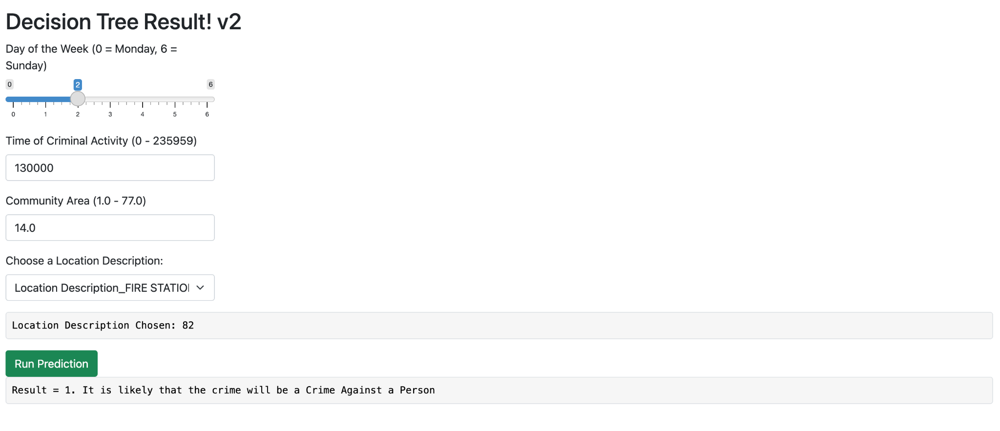 Decision Tree Result! v2
Day of the Week (0 = Monday, 6 =
Sunday)
0 2 6
0 1 2 3 4 5 6
Time of Criminal Activity (0 - 235959)
130000
Community Area (1.0 - 77.0)
14.0
Choose a Location Description:
Location Description_FIRE STATIO
Location Description Chosen: 82
Run Prediction
Result = 1. It is likely that the crime will be a Crime Against a Person